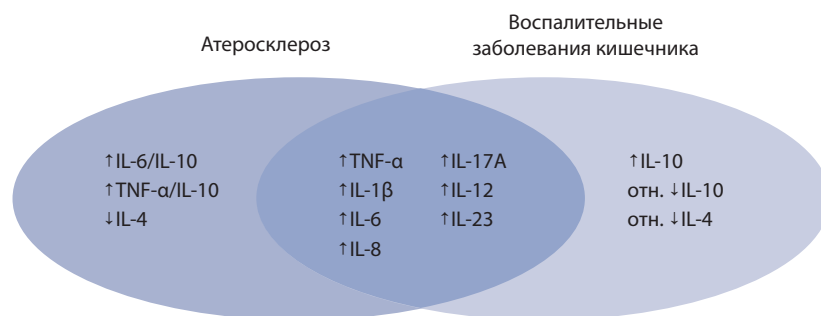 Атеросклероз
Воспалительные
заболевания кишечника
↑IL-6/IL-10
↑TNF-α/IL-10
↓IL-4
↑TNF-α
↑IL-1β
↑IL-6
↑IL-8
↑IL-17A
↑IL-12
↑IL-23
↑IL-10
отн. ↓IL-10
отн. ↓IL-4